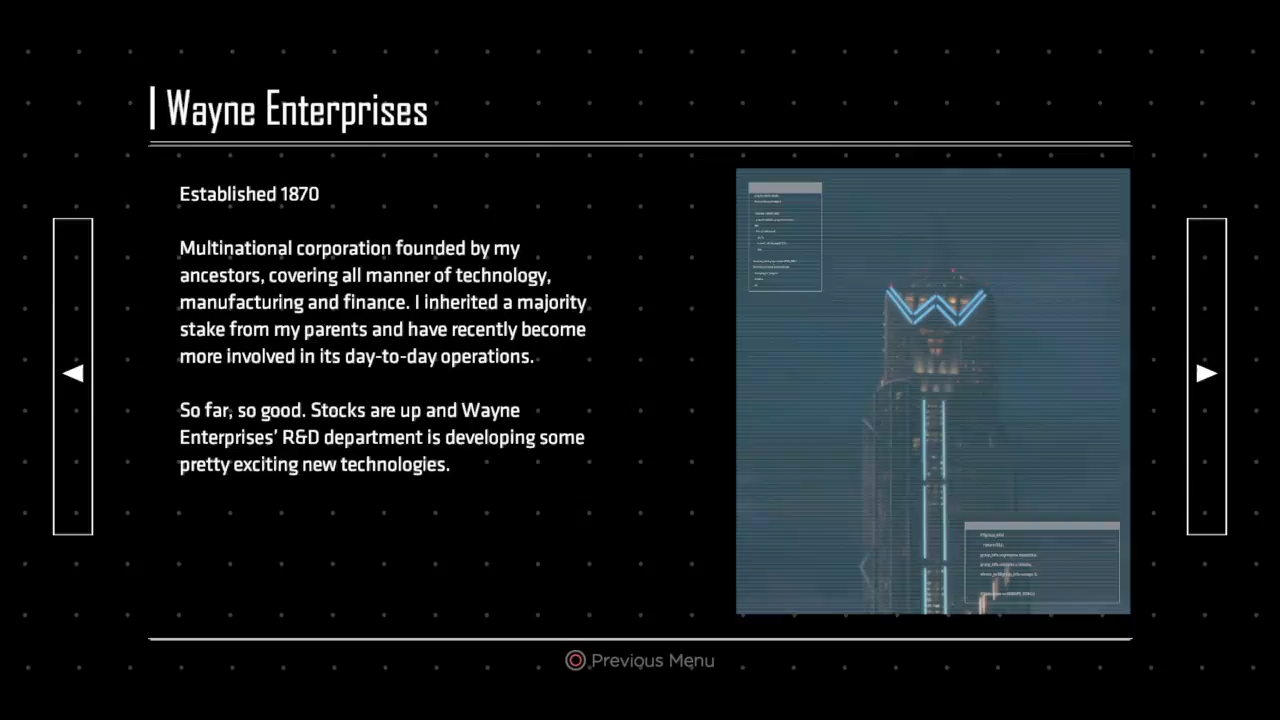 Wayne Enterprises
Established 1870
Multinational corporation founded by my
ancestors, covering all manner of technology,
manufacturing and finance. I inherited a majority
stake from my parents and have recently become
more involved in its day-to-day operations.
So far, so good. Stocks are up and Wayne
Enterprises' R&D department is developing some
pretty exciting new technologies.
Previous Menu